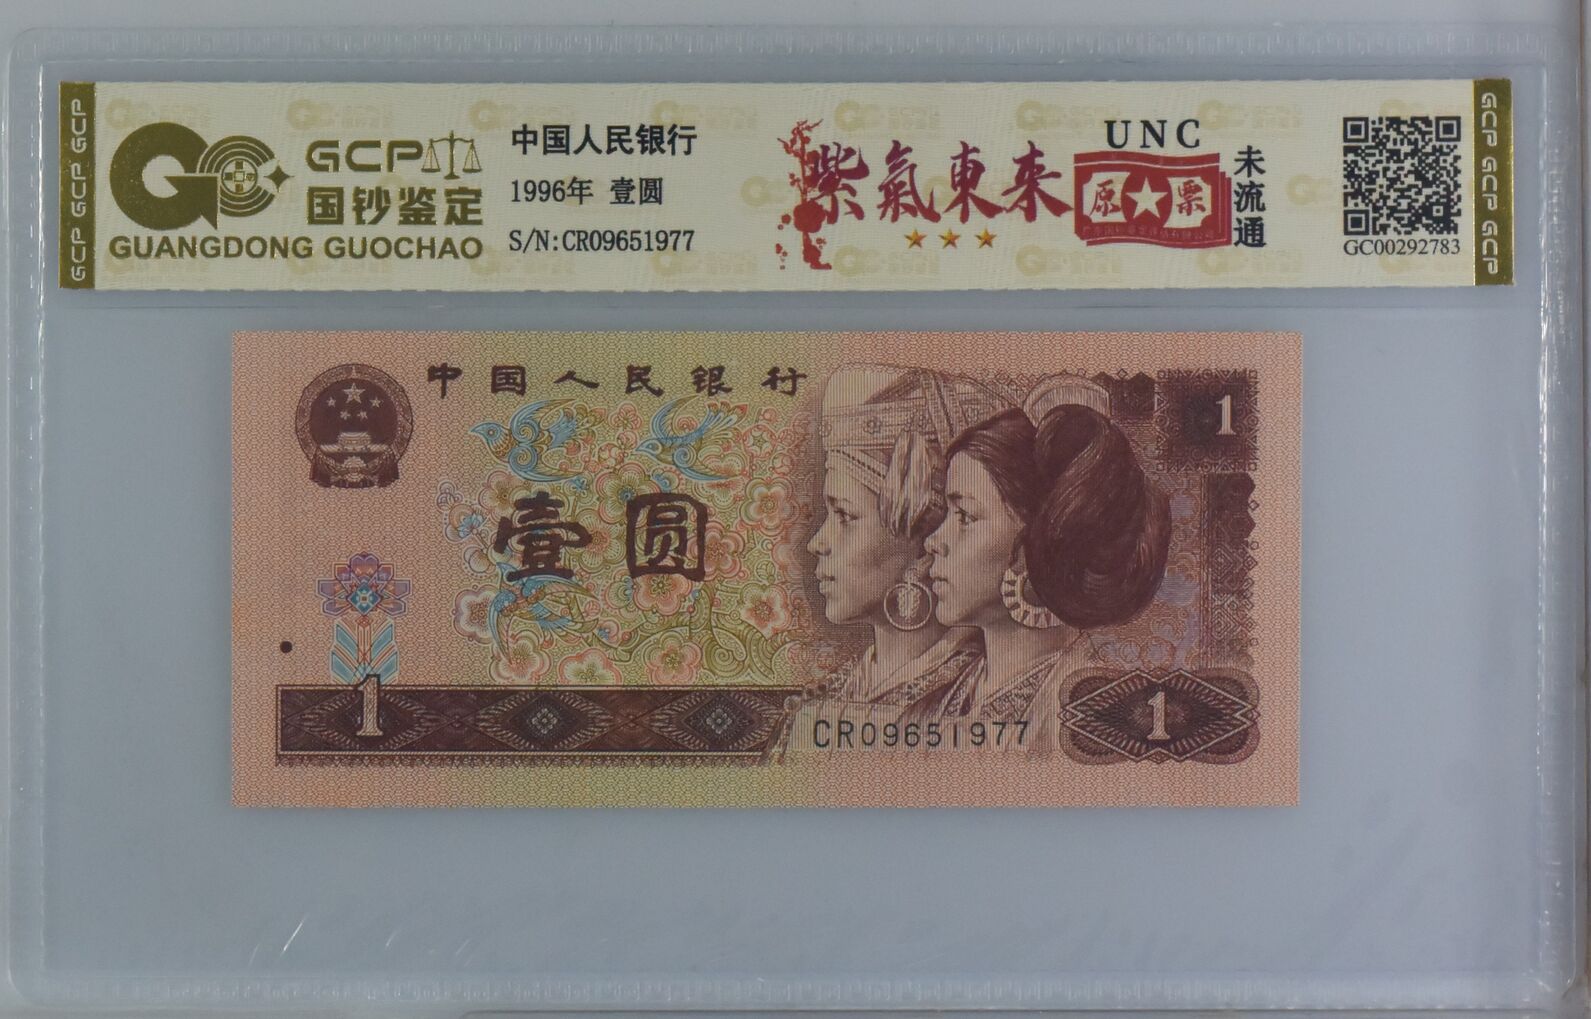 GCP GCP GCP
GCP
国钞鉴定
GUANGDONG GUOCHAO
中国人民银行
1996年 壹圆
S/N:CR09651977
紫氣東来
UNC
原票
未流通
GC00292783
GCP GCP GCP
中国人民银行
1
壹圆
1
CR09651977
1